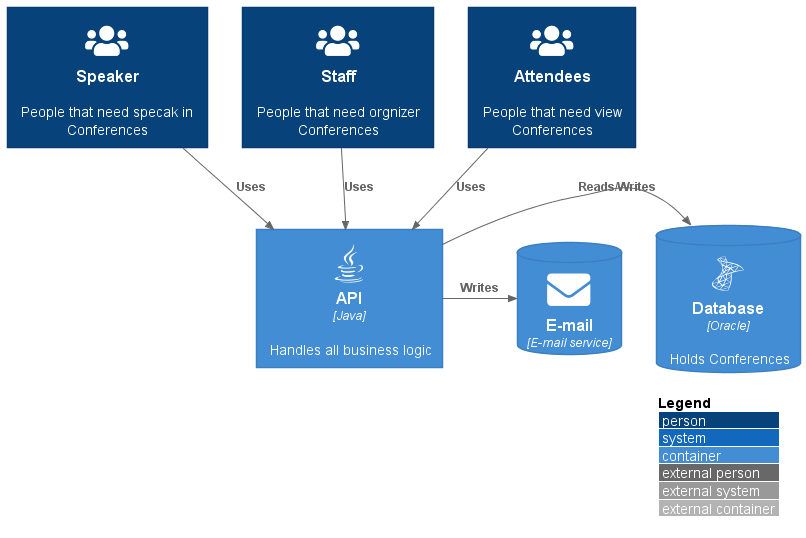 Speaker
People that need specak in
Conferences
Staff
People that need orgnizer
Conferences
Attendees
People that need view
Conferences
Uses
Uses
Uses
Reads/Writes
API
[Java]
Handles all business logic
Writes
E-mail
[E-mail service]
Database
[Oracle]
Holds Conferences
Legend
person
system
container
external person
external system
external container